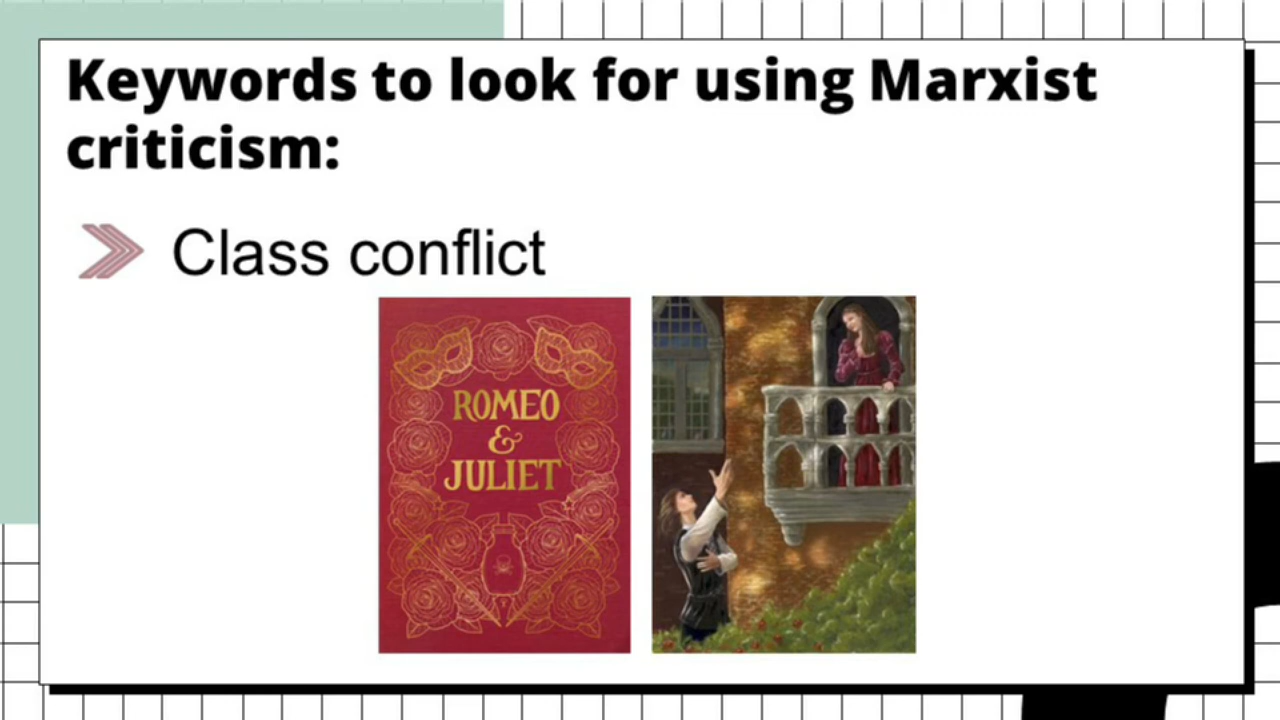 Keywords to look for using Marxist
criticism:
Class conflict
ROMEO
&
JULIET